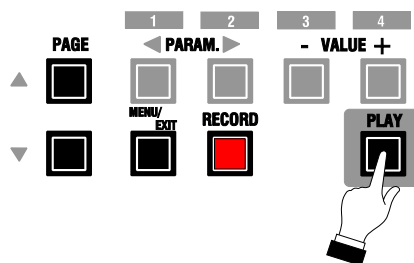 1 2 3 4
PAGE ◀ PARAM. ▶ - VALUE +
MENU/
EXIT RECORD PLAY